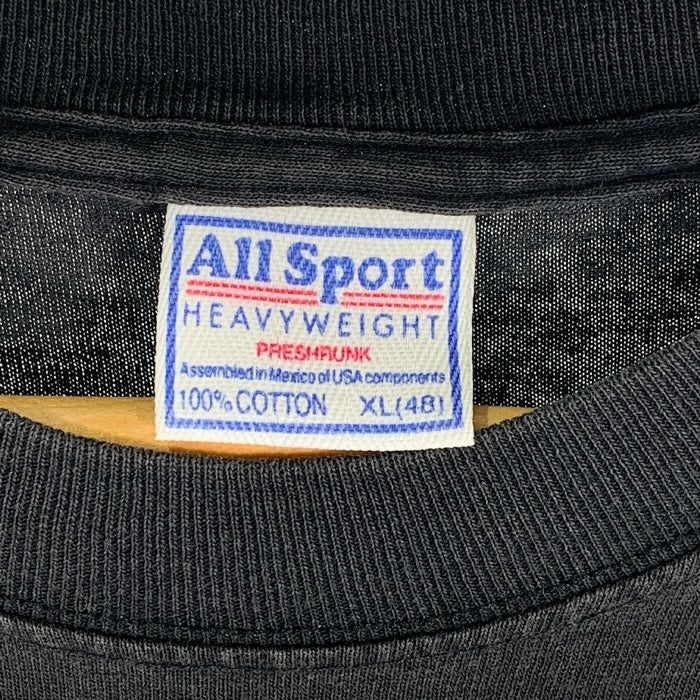 All Sport
HEAVYWEIGHT
PRESHRUNK
Assembled in Mexico of USA components
100% COTTON XL(48)